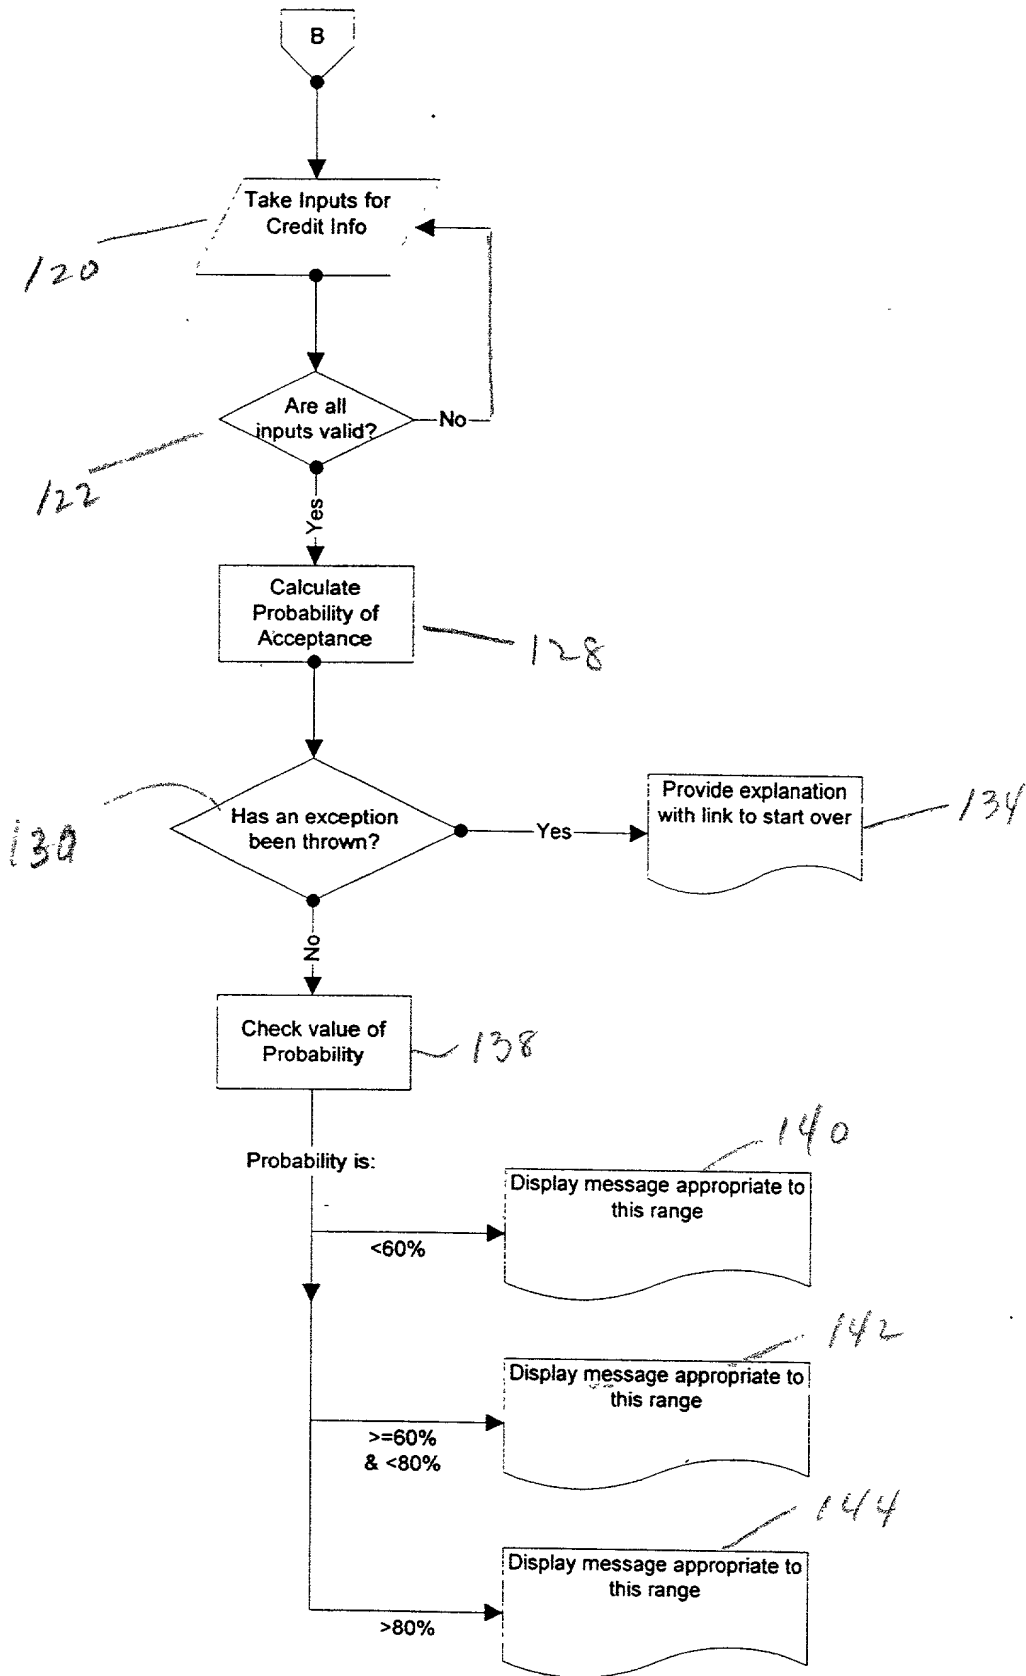 B
Take Inputs for
Credit Info
120
Are all
inputs valid?
No
122
Yes
Calculate
Probability of
Acceptance
128
Has an exception
been thrown?
Yes
Provide explanation
with link to start over
134
No
Check value of
Probability
138
Probability is:
140
Display message appropriate to
this range
<60%
142
Display message appropriate to
this range
>=60%
& <80%
144
Display message appropriate to
this range
>80%